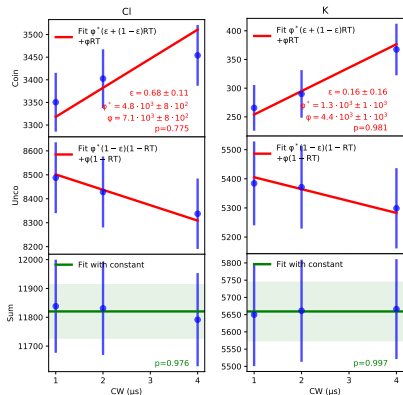 Cl
K
3500
3450
3400
3350
3300
Coin
Fit φ*(ε+(1−ε)RT)
+φRT
ε=0.68±0.11
φ*=4.8·10³±8·10²
φ=7.1·10³±8·10²
p=0.775
400
350
300
250
Fit φ*(ε+(1−ε)RT)
+φRT
ε=0.16±0.16
φ*=1.3·10³±1·10³
φ=4.4·10³±1·10³
p=0.981
8600
8400
8200
Unco
Fit φ*(1−ε)(1−RT)
+φ(1−RT)
5500
5400
5300
5200
Fit φ*(1−ε)(1−RT)
+φ(1−RT)
12000
11900
11800
11700
Sum
Fit with constant
p=0.976
5800
5750
5700
5650
5600
5550
5500
Fit with constant
p=0.997
1 2 3 4
CW (μs)
1 2 3 4
CW (μs)